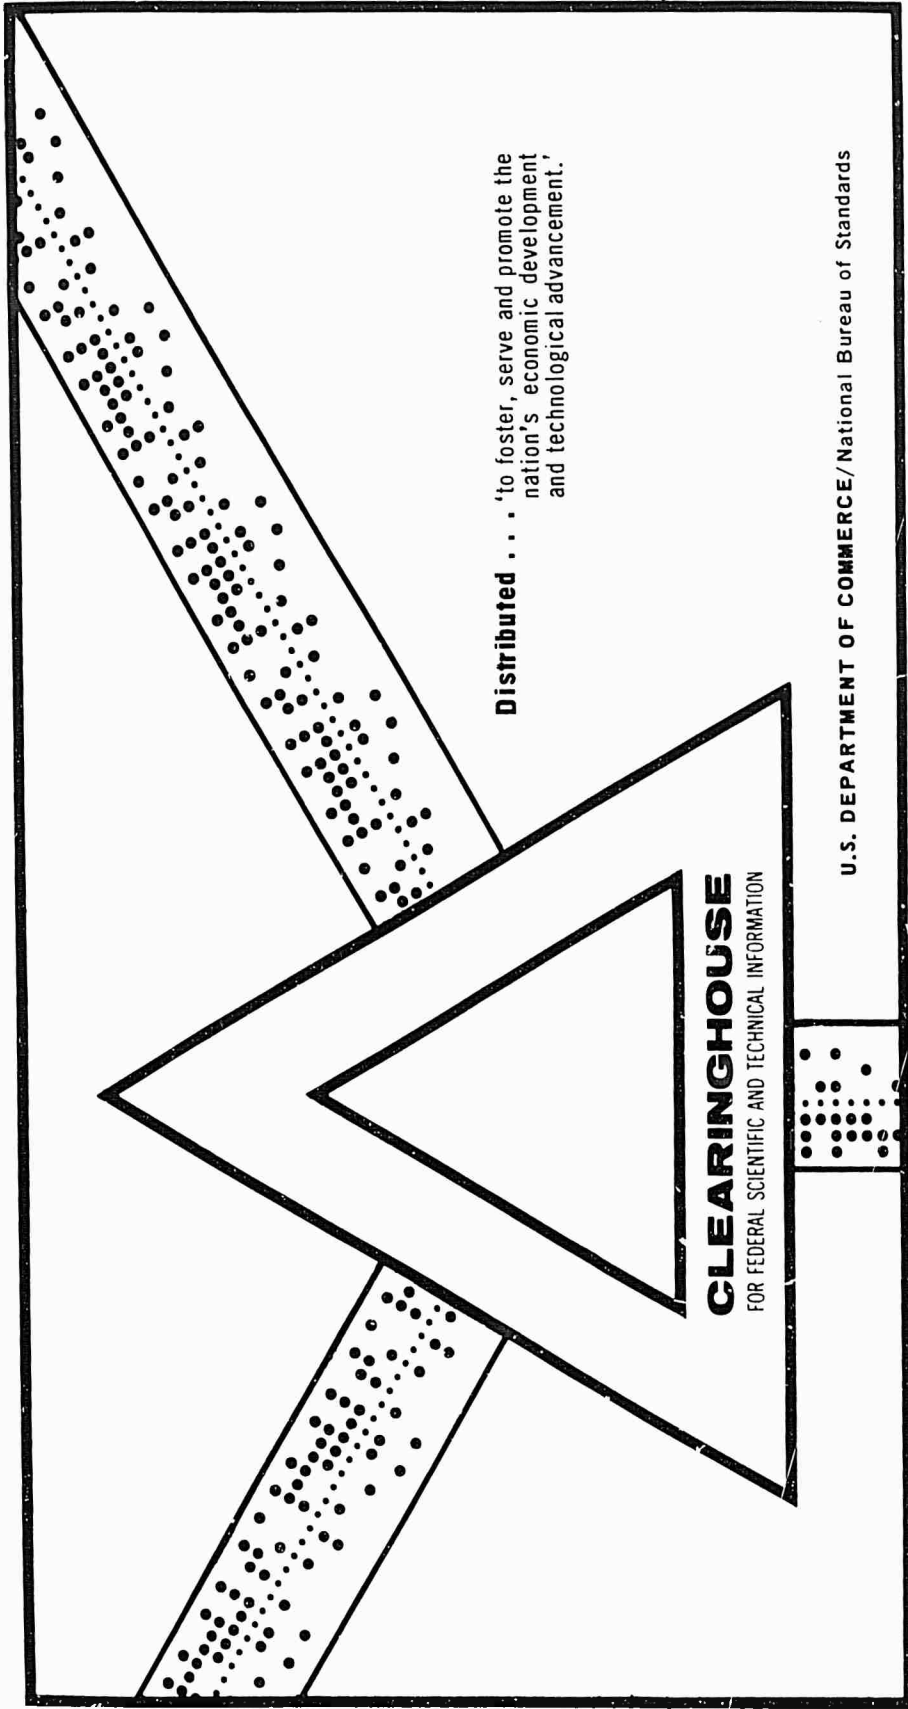 Distributed . . . 'to foster, serve and promote the
nation's economic development
and technological advancement.'
CLEARINGHOUSE
FOR FEDERAL SCIENTIFIC AND TECHNICAL INFORMATION
U.S. DEPARTMENT OF COMMERCE/National Bureau of Standards